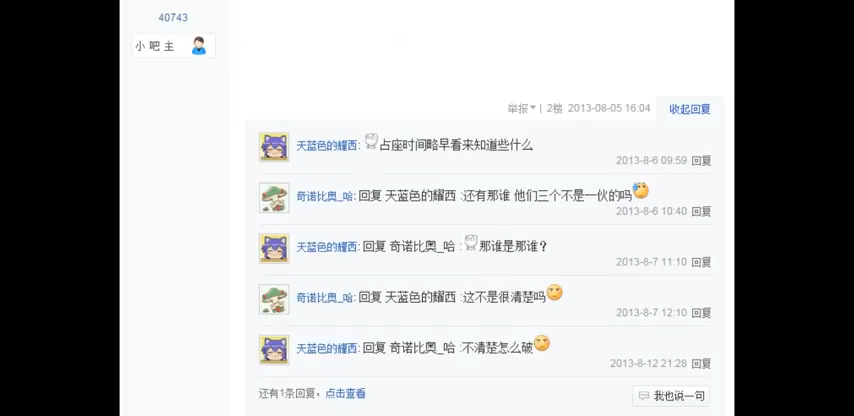 40743
小吧主
举报 | 2楼 2013-08-05 16:04 收起回复
天蓝色的耀西: 占座时间略早看来知道些什么
2013-8-6 09:59 回复
奇诺比奥_哈: 回复 天蓝色的耀西 :还有那谁 他们三个不是一伙的吗
2013-8-6 10:40 回复
天蓝色的耀西: 回复 奇诺比奥_哈 : 那谁是那谁？
2013-8-7 11:10 回复
奇诺比奥_哈: 回复 天蓝色的耀西 :这不是很清楚吗
2013-8-7 12:10 回复
天蓝色的耀西: 回复 奇诺比奥_哈 :不清楚怎么破
2013-8-12 21:28 回复
还有1条回复，点击查看
我也说一句